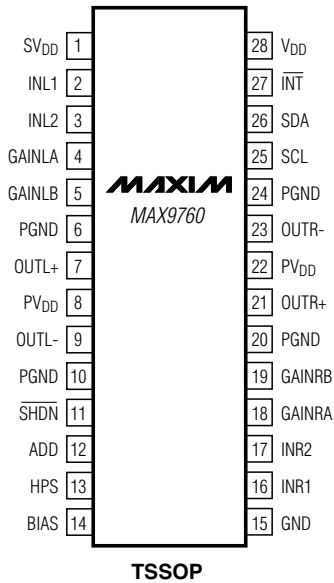 SVDD 1
INL1 2
INL2 3
GAINLA 4
GAINLB 5
PGND 6
OUTL+ 7
PVDD 8
OUTL- 9
PGND 10
SHDN 11
ADD 12
HPS 13
BIAS 14
MAXIM
MAX9760
28 VDD
27 INT
26 SDA
25 SCL
24 PGND
23 OUTR-
22 PVDD
21 OUTR+
20 PGND
19 GAINRB
18 GAINRA
17 INR2
16 INR1
15 GND
TSSOP